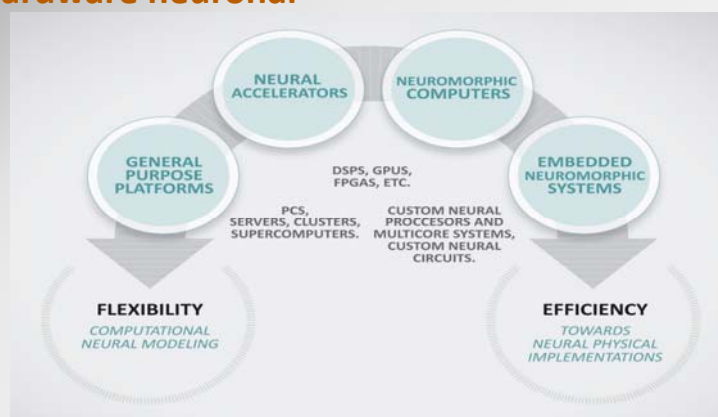 hardware neuronal
NEURAL
ACCELERATORS
NEUROMORPHIC
COMPUTERS
GENERAL
PURPOSE
PLATFORMS
EMBEDDED
NEUROMORPHIC
SYSTEMS
DSPS, GPUS,
FPGAS, ETC.
PCS,
SERVERS, CLUSTERS,
SUPERCOMPUTERS.
CUSTOM NEURAL
PROCCESORS AND
MULTICORE SYSTEMS,
CUSTOM NEURAL
CIRCUITS.
FLEXIBILITY
COMPUTATIONAL
NEURAL MODELING
EFFICIENCY
TOWARDS
NEURAL PHYSICAL
IMPLEMENTATIONS